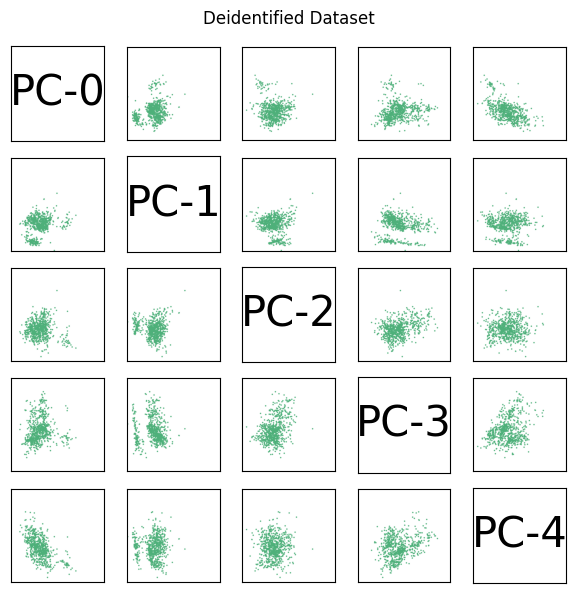 Deidentified Dataset
PC-0
PC-1
PC-2
PC-3
PC-4